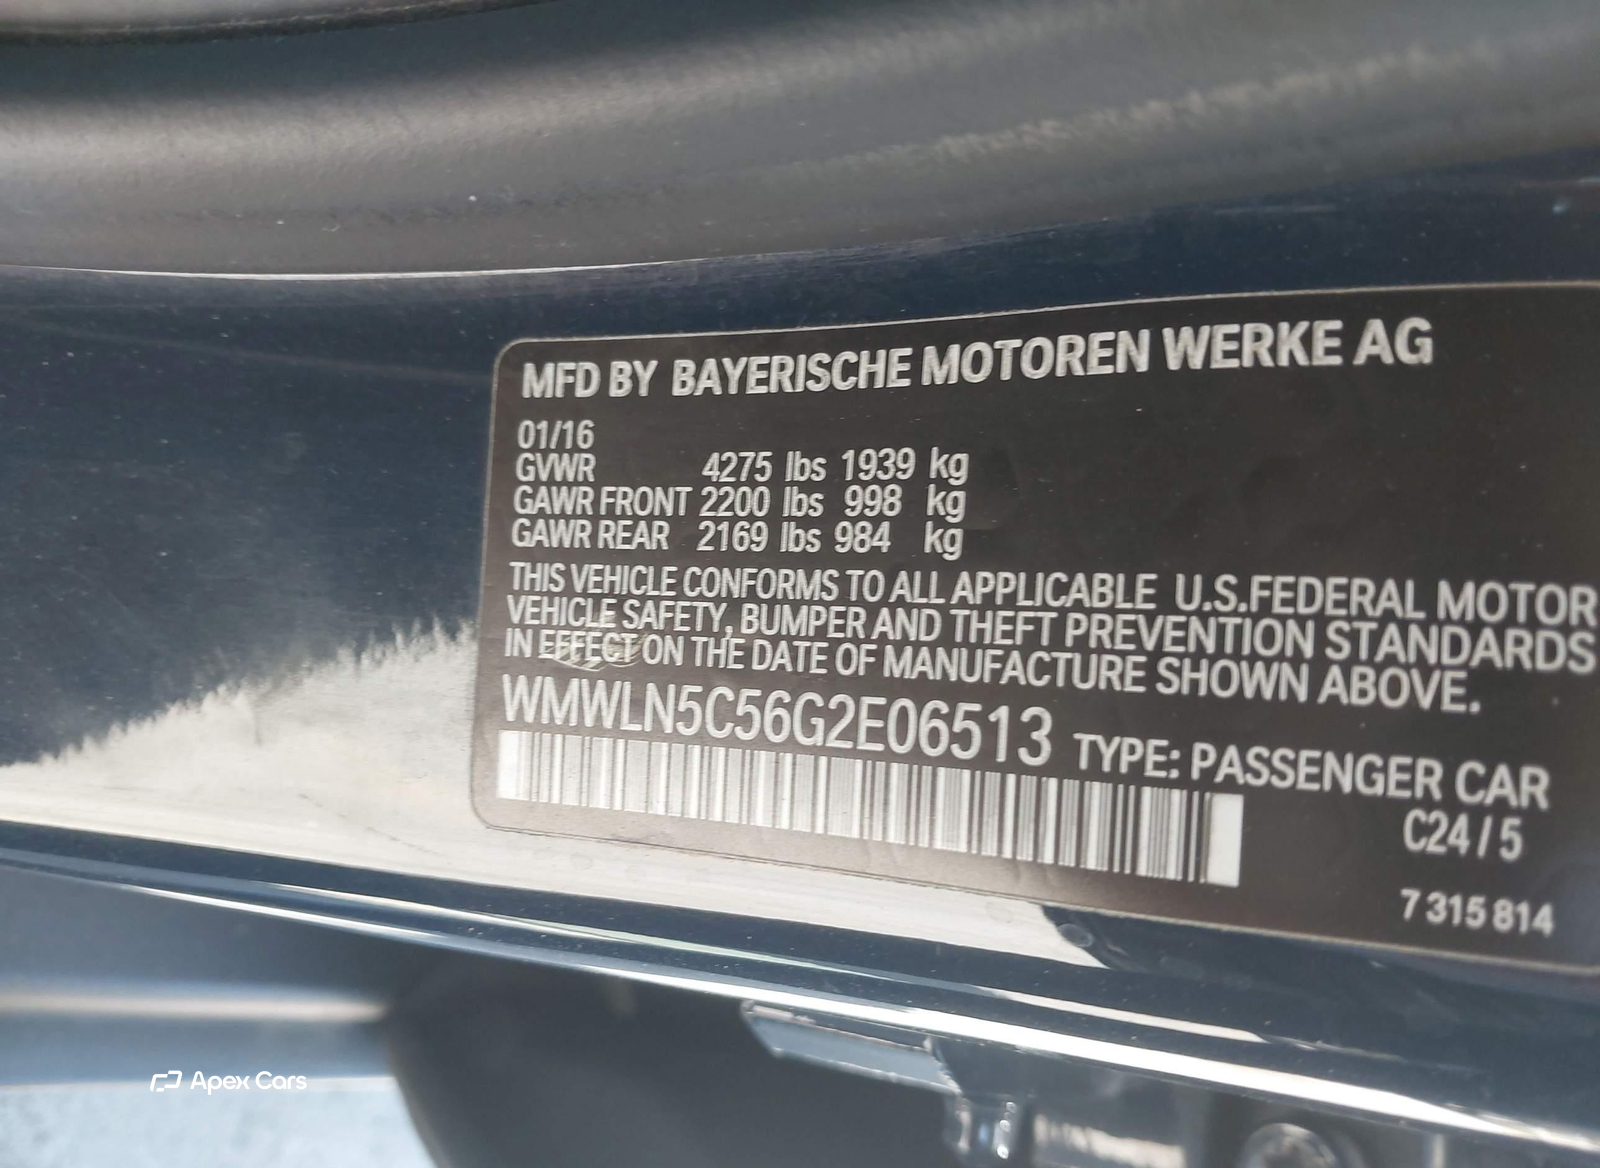 MFD BY BAYERISCHE MOTOREN WERKE AG
01/16
GVWR 4275 lbs 1939 kg
GAWR FRONT 2200 lbs 998 kg
GAWR REAR 2169 lbs 984 kg
THIS VEHICLE CONFORMS TO ALL APPLICABLE U.S.FEDERAL MOTOR
VEHICLE SAFETY, BUMPER AND THEFT PREVENTION STANDARDS
IN EFFECT ON THE DATE OF MANUFACTURE SHOWN ABOVE.
WMWLN5C56G2E06513 TYPE: PASSENGER CAR
C24 / 5
7 315 814
Apex Cars